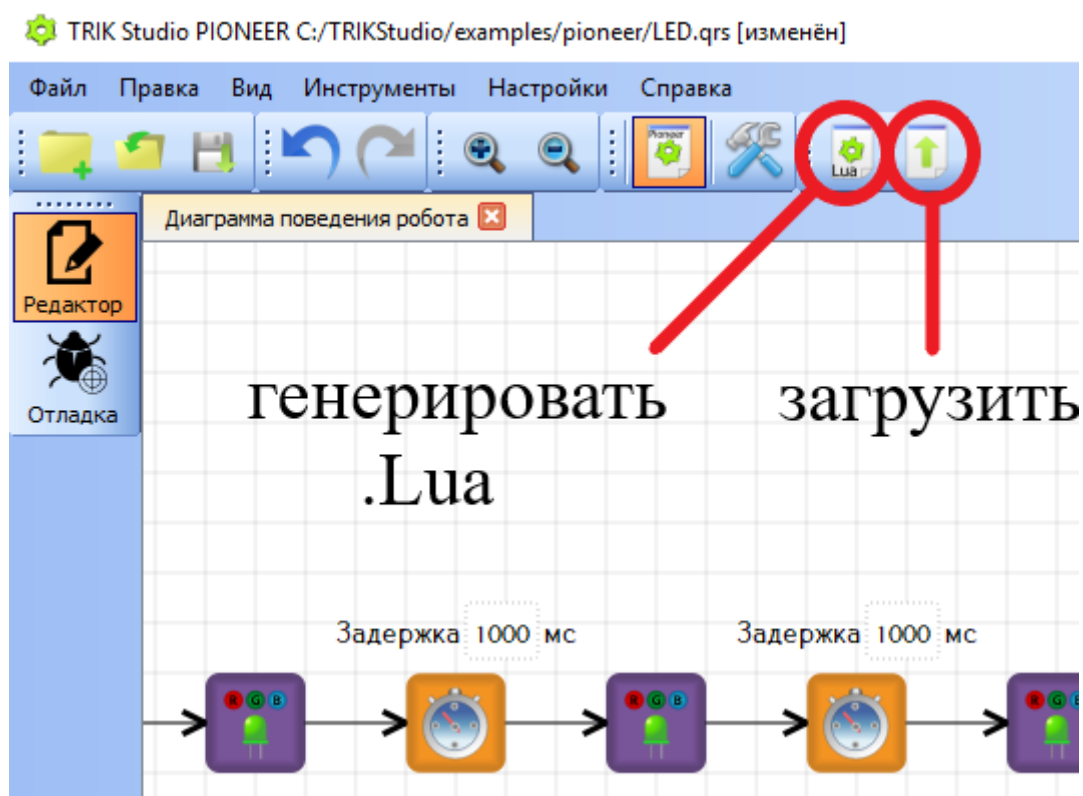 TRIK Studio PIONEER C:/TRIKStudio/examples/pioneer/LED.qrs [изменён]
Файл Правка Вид Инструменты Настройки Справка
Pioneer
Lua
Диаграмма поведения робота
Редактор
Отладка
генерировать
.Lua
загрузить
Задержка 1000 мс
Задержка 1000 мс
R G B
R G B
R G B